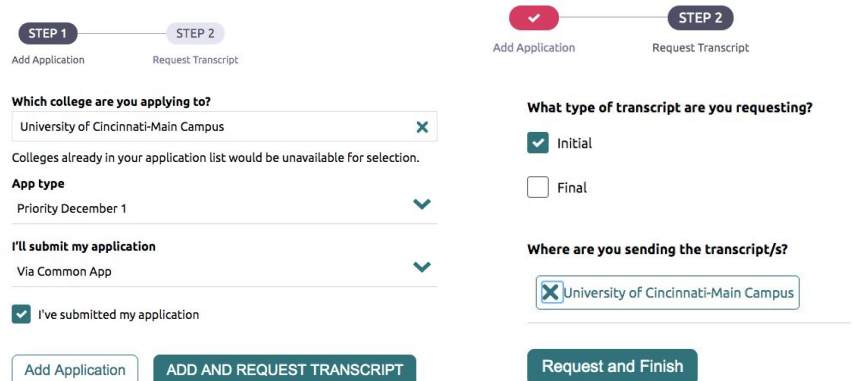 STEP 1
STEP 2
Add Application
Request Transcript
Which college are you applying to?
University of Cincinnati-Main Campus
Colleges already in your application list would be unavailable for selection.
App type
Priority December 1
I'll submit my application
Via Common App
I've submitted my application
Add Application
ADD AND REQUEST TRANSCRIPT
STEP 2
Add Application
Request Transcript
What type of transcript are you requesting?
Initial
Final
Where are you sending the transcript/s?
University of Cincinnati-Main Campus
Request and Finish